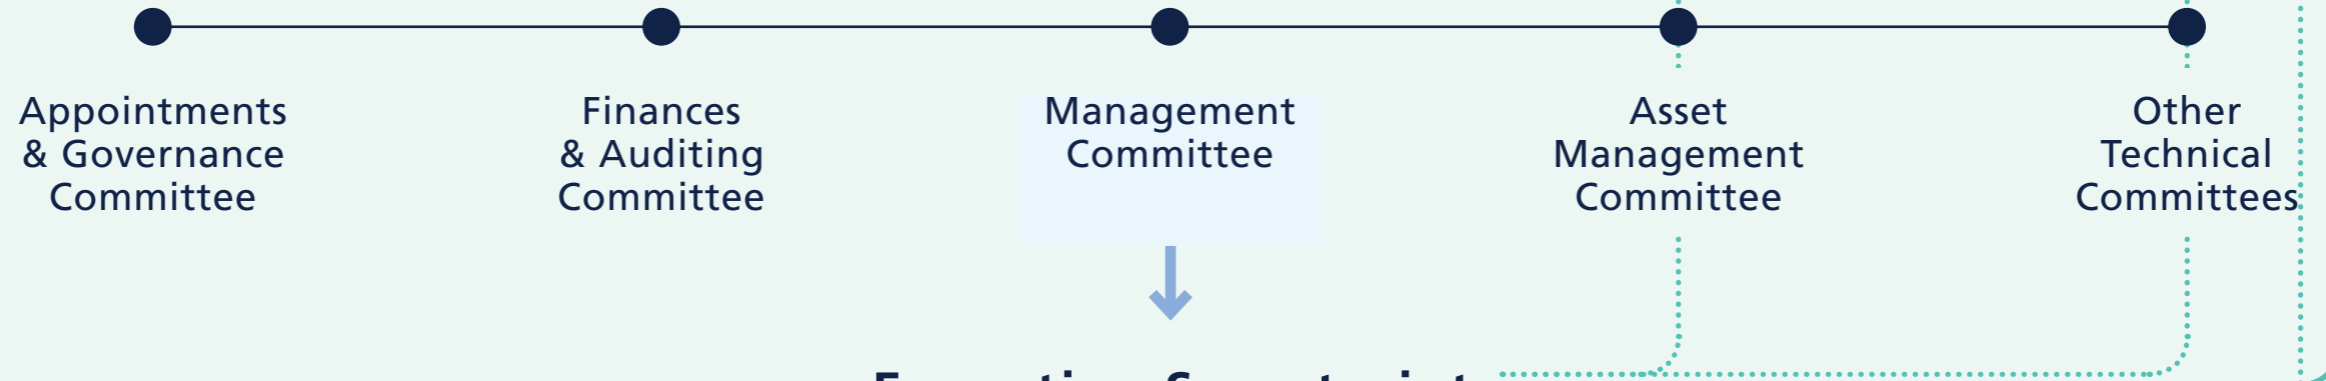 Appointments
& Governance
Committee
Finances
& Auditing
Committee
Management
Committee
Asset
Management
Committee
Other
Technical
Committees